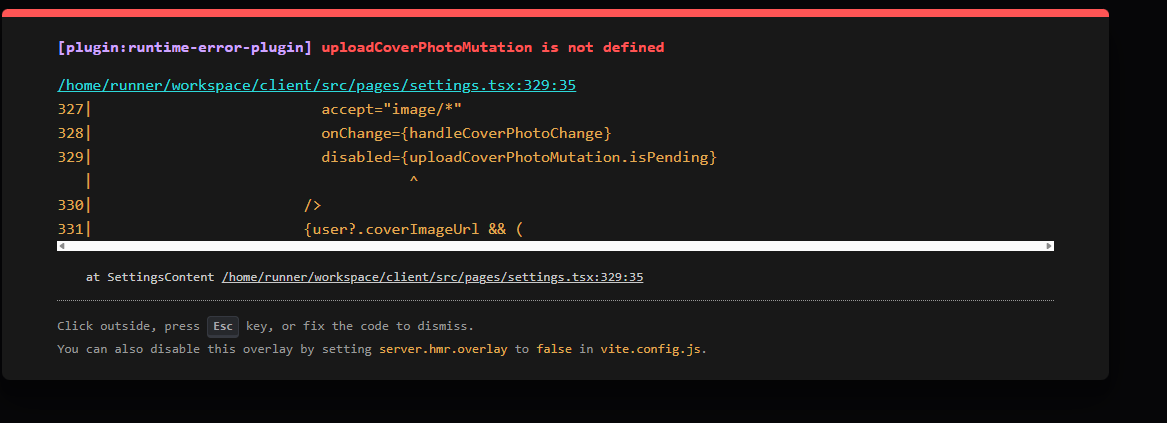 [plugin:runtime-error-plugin] uploadCoverPhotoMutation is not defined
/home/runner/workspace/client/src/pages/settings.tsx:329:35
327|                          accept="image/*"
328|                          onChange={handleCoverPhotoChange}
329|                          disabled={uploadCoverPhotoMutation.isPending}
   |                                    ^
330|                        />
331|                        {user?.coverImageUrl && (
at SettingsContent /home/runner/workspace/client/src/pages/settings.tsx:329:35
Click outside, press Esc key, or fix the code to dismiss.
You can also disable this overlay by setting server.hmr.overlay to false in vite.config.js.